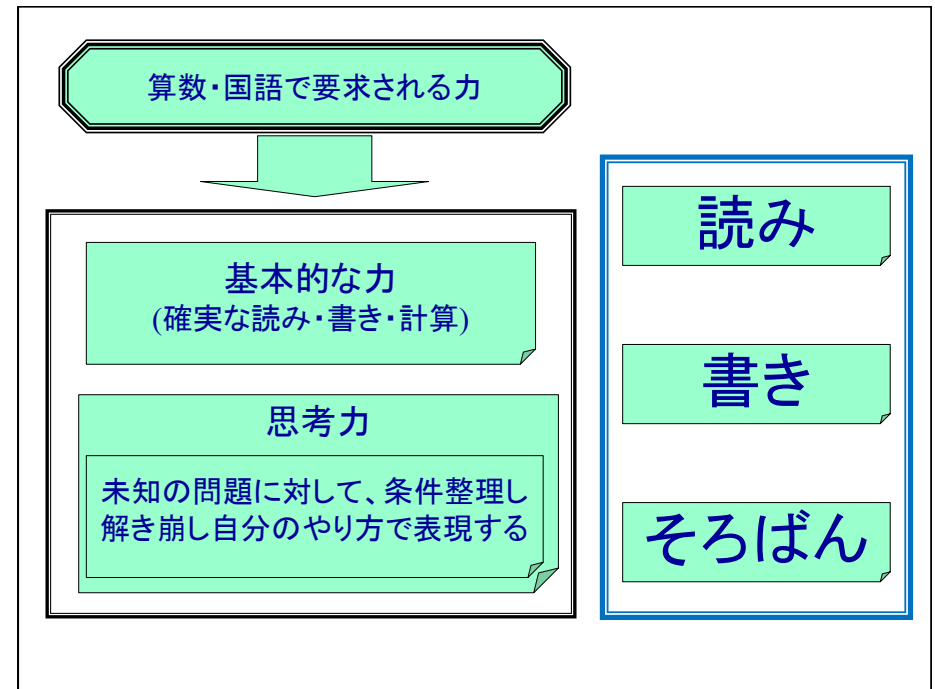 算数・国語で要求される力
基本的な力
(確実な読み・書き・計算)
思考力
未知の問題に対して、条件整理し
解き崩し自分のやり方で表現する
読み
書き
そろばん